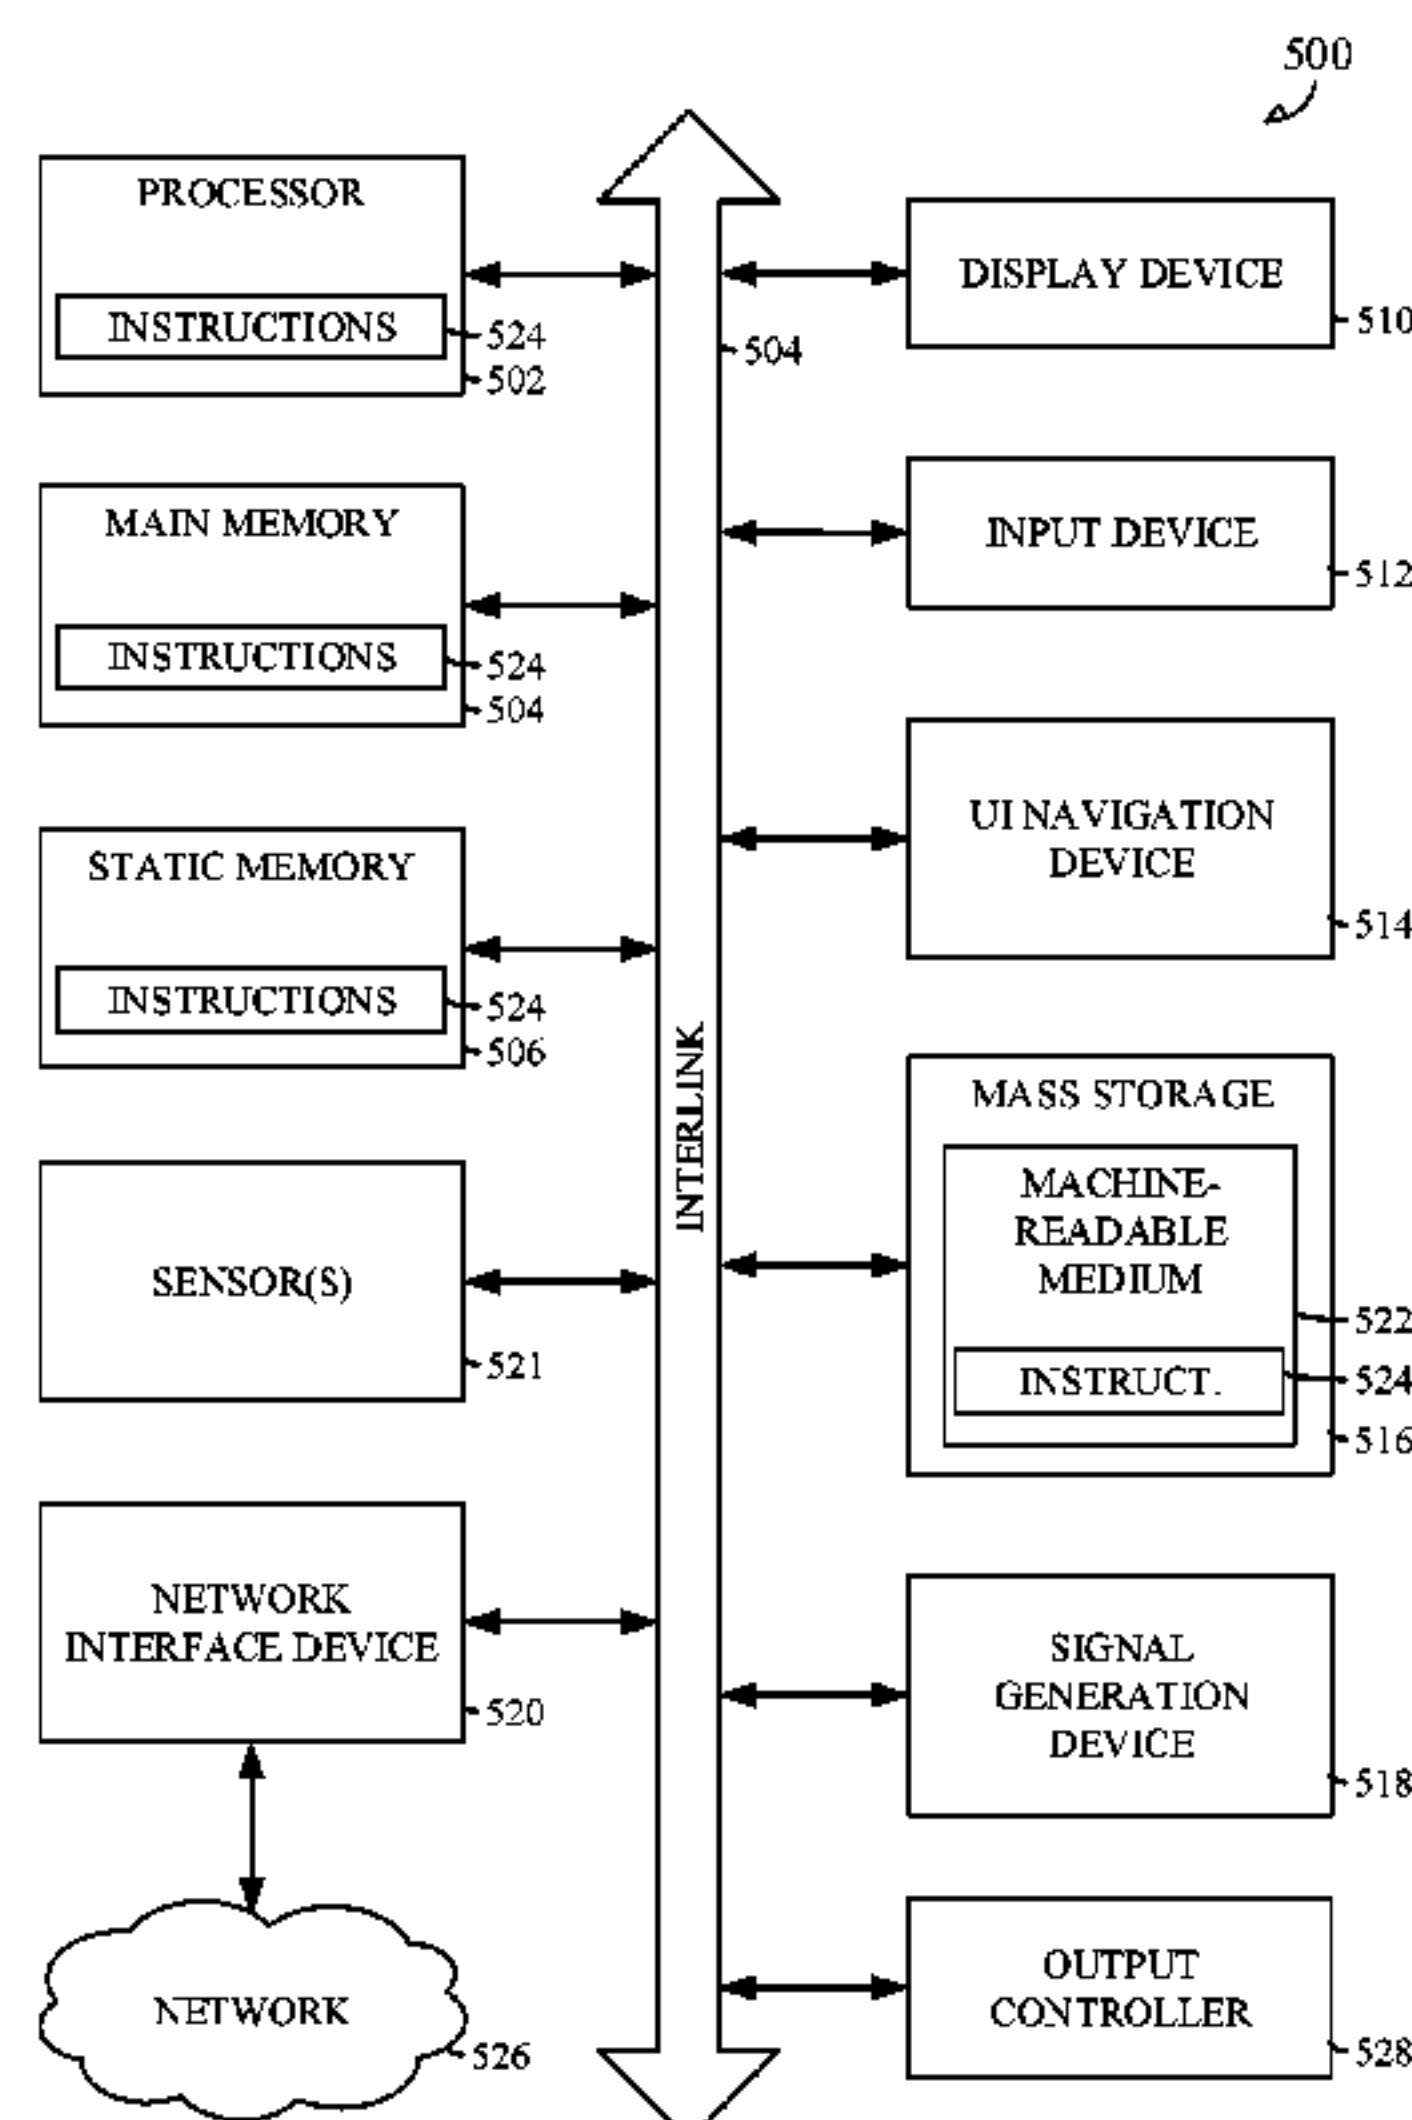 500
PROCESSOR
INSTRUCTIONS
524
502
MAIN MEMORY
INSTRUCTIONS
524
504
STATIC MEMORY
INSTRUCTIONS
524
506
SENSOR(S)
521
NETWORK
INTERFACE DEVICE
520
NETWORK
526
INTERLINK
504
DISPLAY DEVICE
510
INPUT DEVICE
512
UI NAVIGATION
DEVICE
514
MASS STORAGE
MACHINE-
READABLE
MEDIUM
522
INSTRUCT.
524
516
SIGNAL
GENERATION
DEVICE
518
OUTPUT
CONTROLLER
528